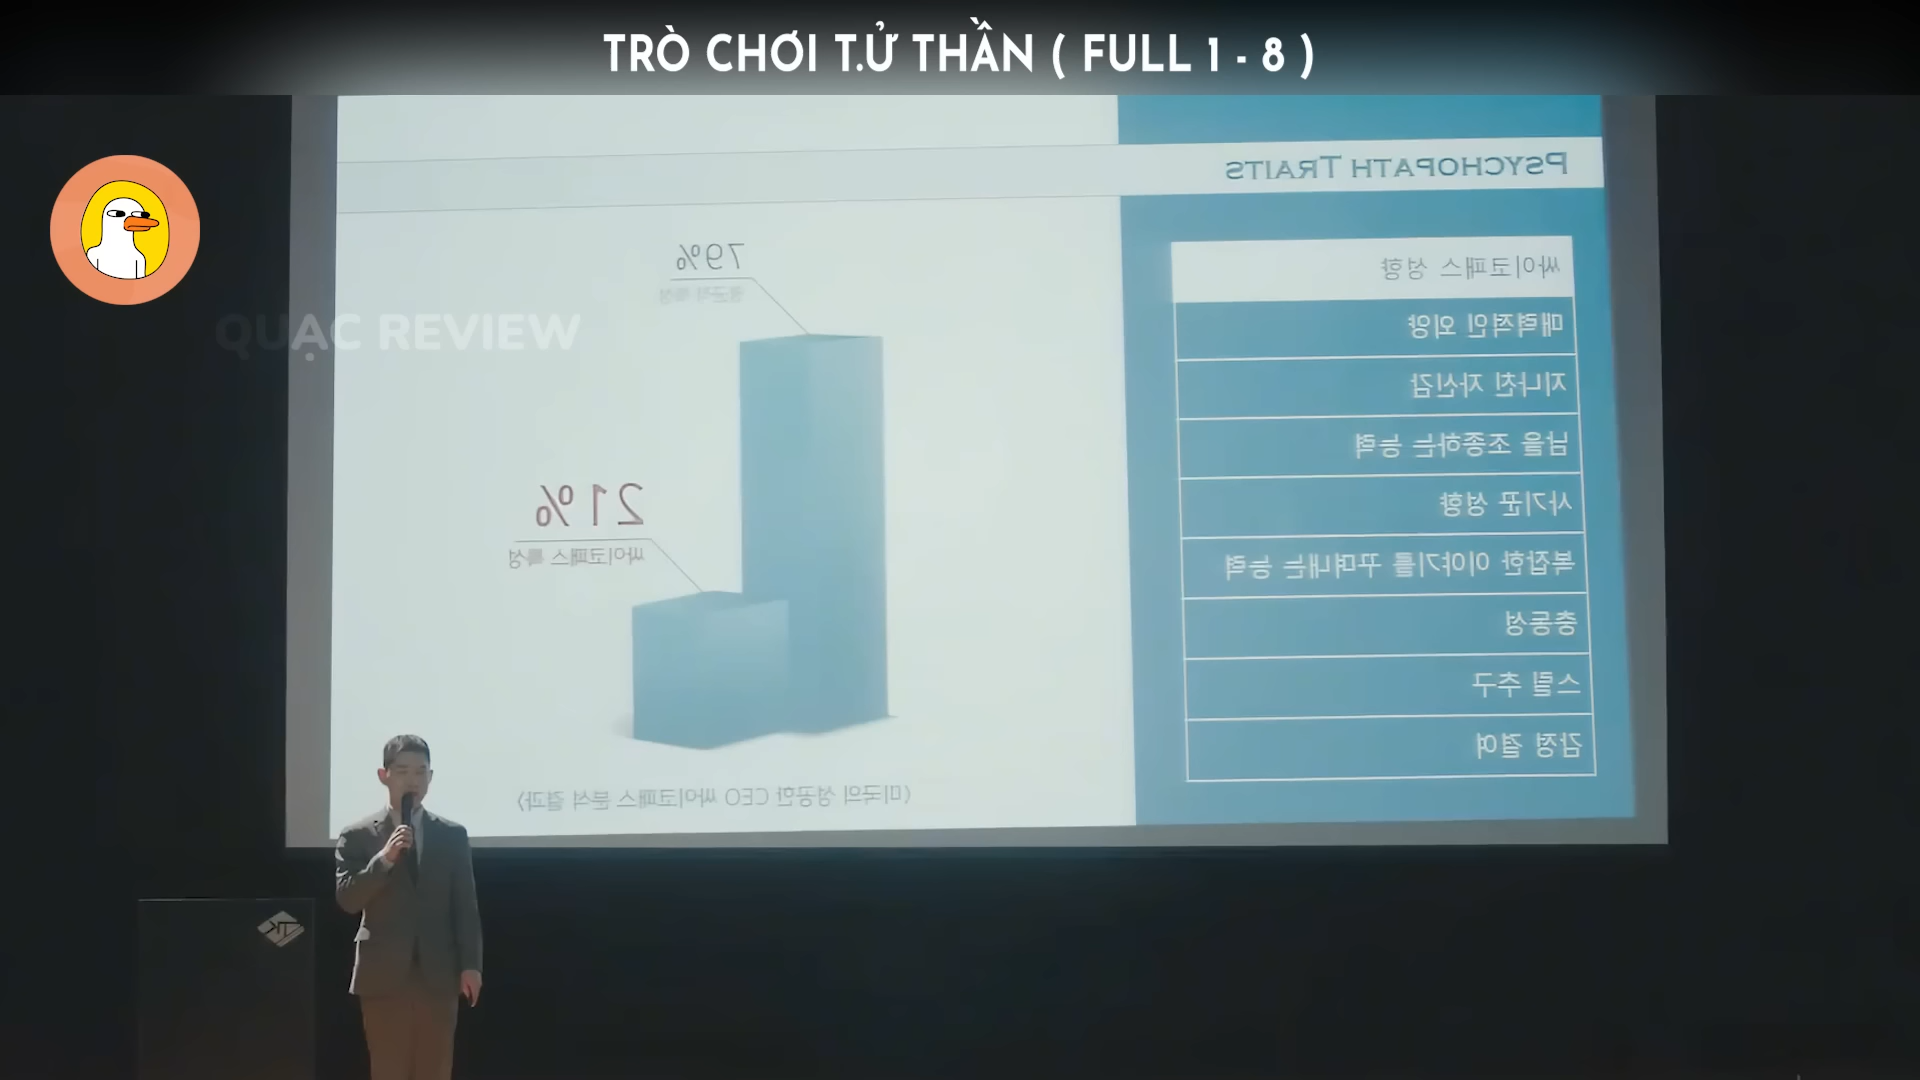 TRÒ CHƠI T.Ử THẦN ( FULL 1 - 8 )
QUẠC REVIEW
PSYCHOPATH TRAITS
싸이코패스 성향
매력적인 외양
지나친 자신감
남을 조종하는 능력
사기꾼 성향
복잡한 이야기를 꾸며내는 능력
충동성
스릴 추구
감정 결여
79%
21%
싸이코패스 특성
(미국의 성공한 CEO 싸이코패스 분석 결과)